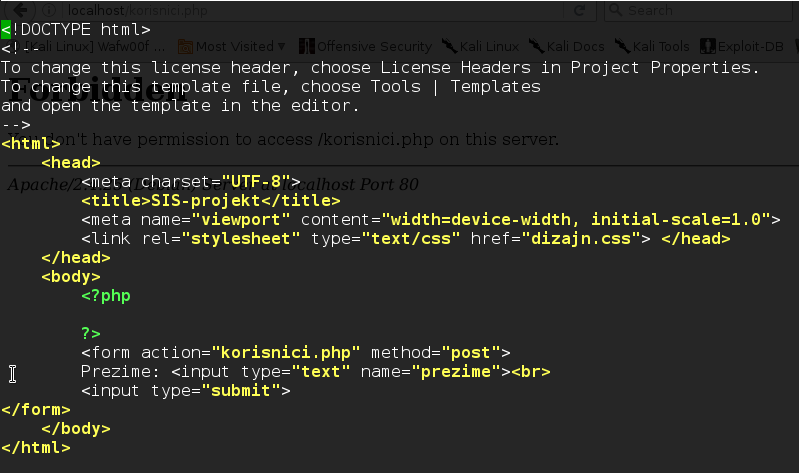 localhost/korisnici.php Search
<!DOCTYPE html>
<!--
[Kali Linux] Wafw00f ... Most Visited Offensive Security Kali Linux Kali Docs Kali Tools Exploit-DB
To change this license header, choose License Headers in Project Properties.
To change this template file, choose Tools | Templates
Forbidden
and open the template in the editor.
-->
You don't have permission to access /korisnici.php on this server.
<html>
    <head>
        <meta charset="UTF-8">
Apache/2. localhost Port 80
        <title>SIS-projekt</title>
        <meta name="viewport" content="width=device-width, initial-scale=1.0">
        <link rel="stylesheet" type="text/css" href="dizajn.css"> </head>
    </head>
    <body>
        <?php
        ?>
        <form action="korisnici.php" method="post">
        Prezime: <input type="text" name="prezime"><br>
        <input type="submit">
</form>
    </body>
</html>